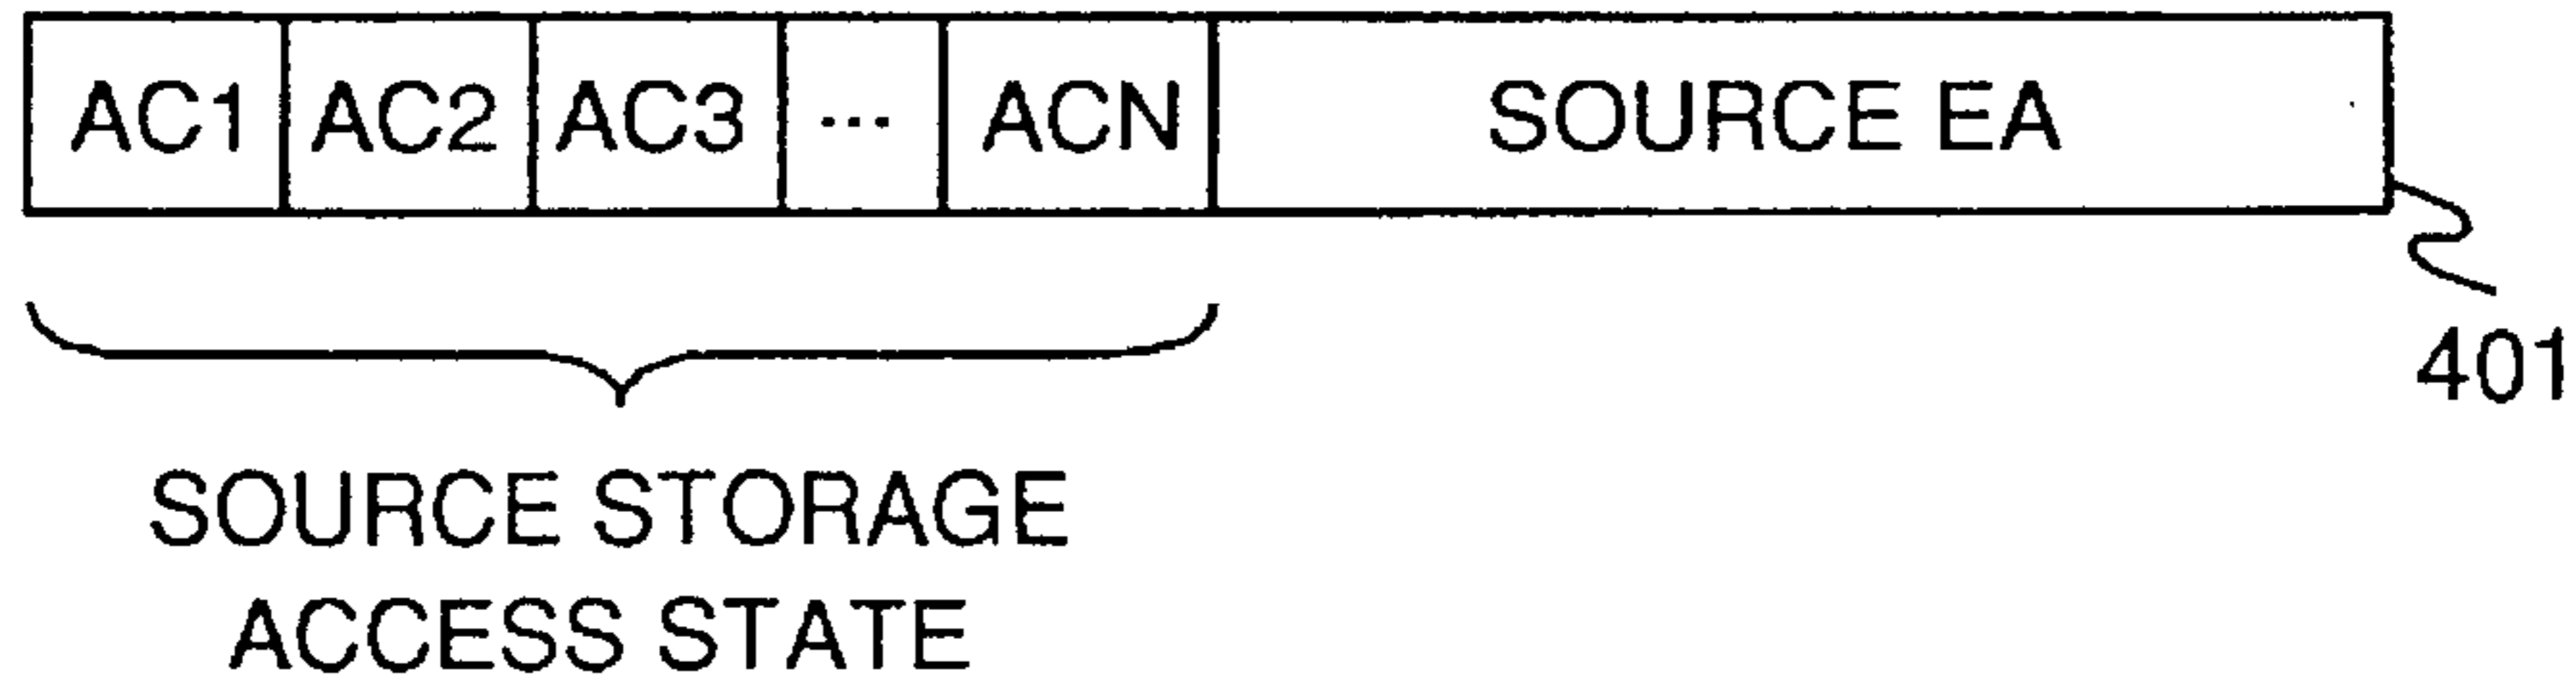 AC1 AC2 AC3 ... ACN SOURCE EA
401
SOURCE STORAGE
ACCESS STATE